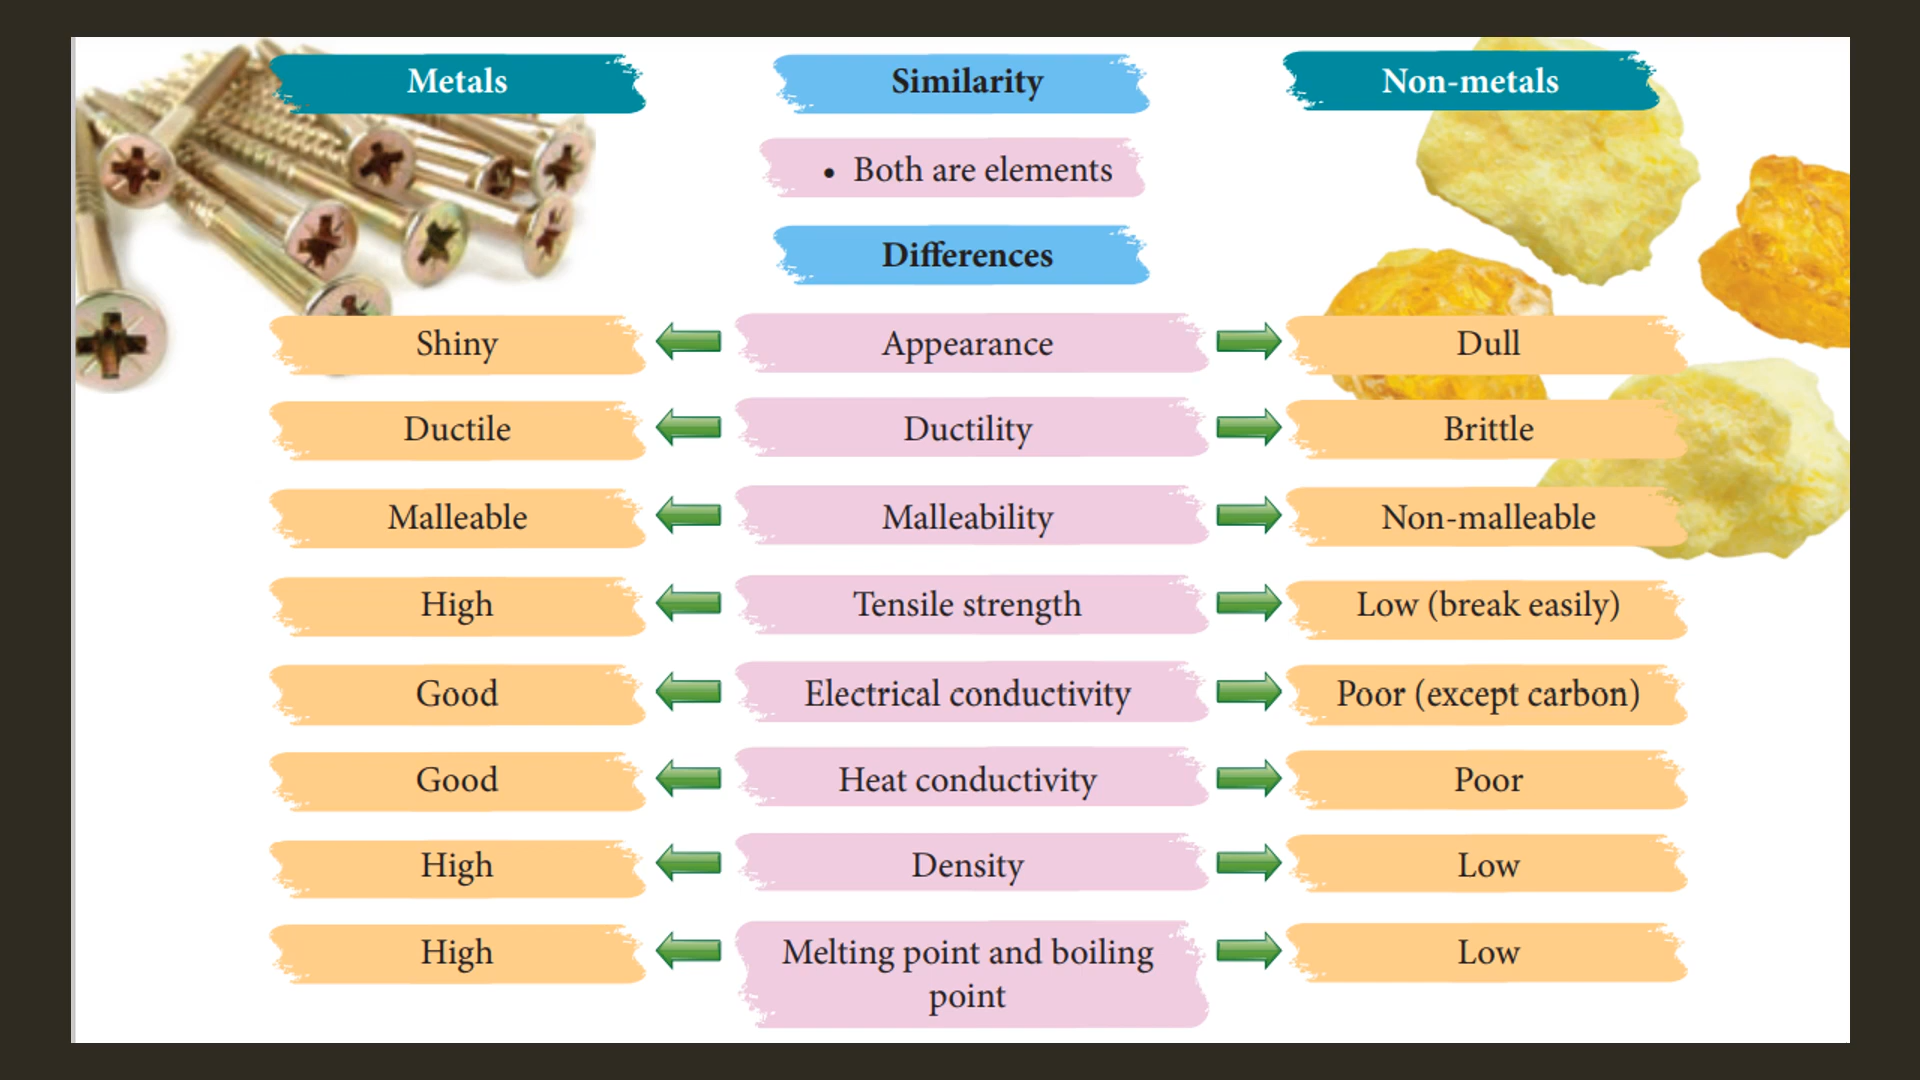 Metals
Similarity
Non-metals
• Both are elements
Differences
Shiny
Appearance
Dull
Ductile
Ductility
Brittle
Malleable
Malleability
Non-malleable
High
Tensile strength
Low (break easily)
Good
Electrical conductivity
Poor (except carbon)
Good
Heat conductivity
Poor
High
Density
Low
High
Melting point and boiling
point
Low